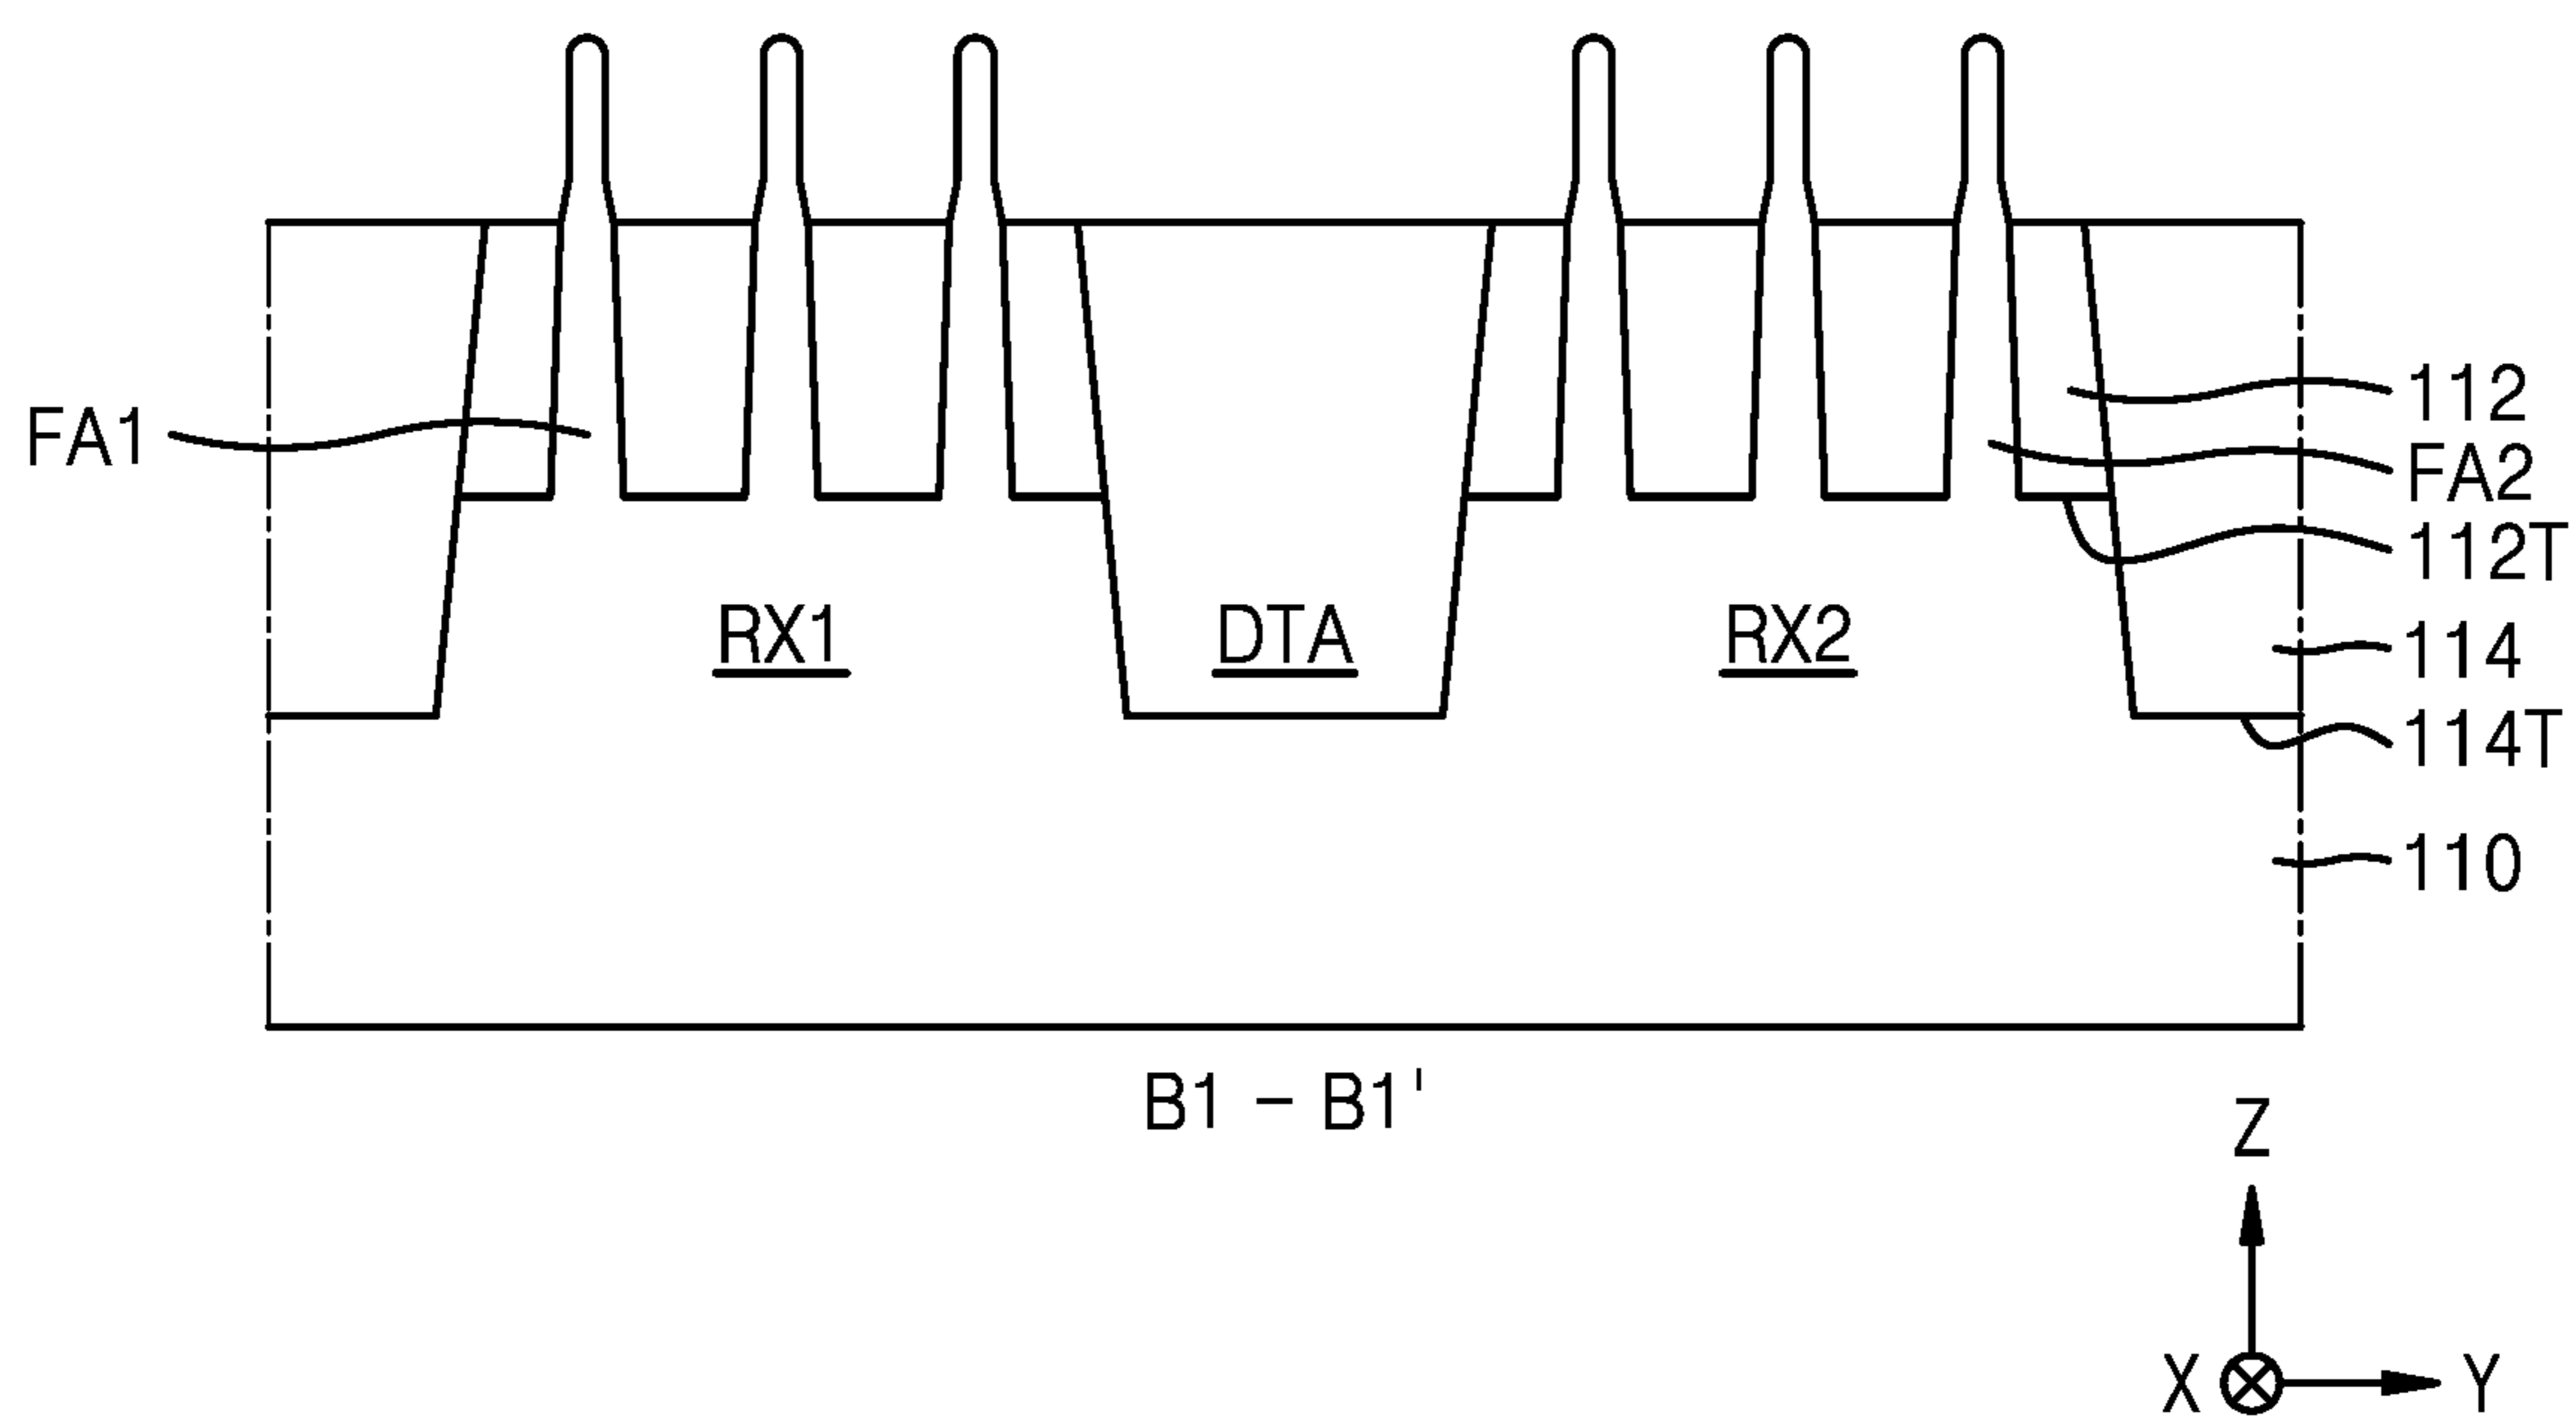 112
FA1
FA2
112T
RX1 DTA RX2
114
114T
110
B1 - B1'
Z
X Y